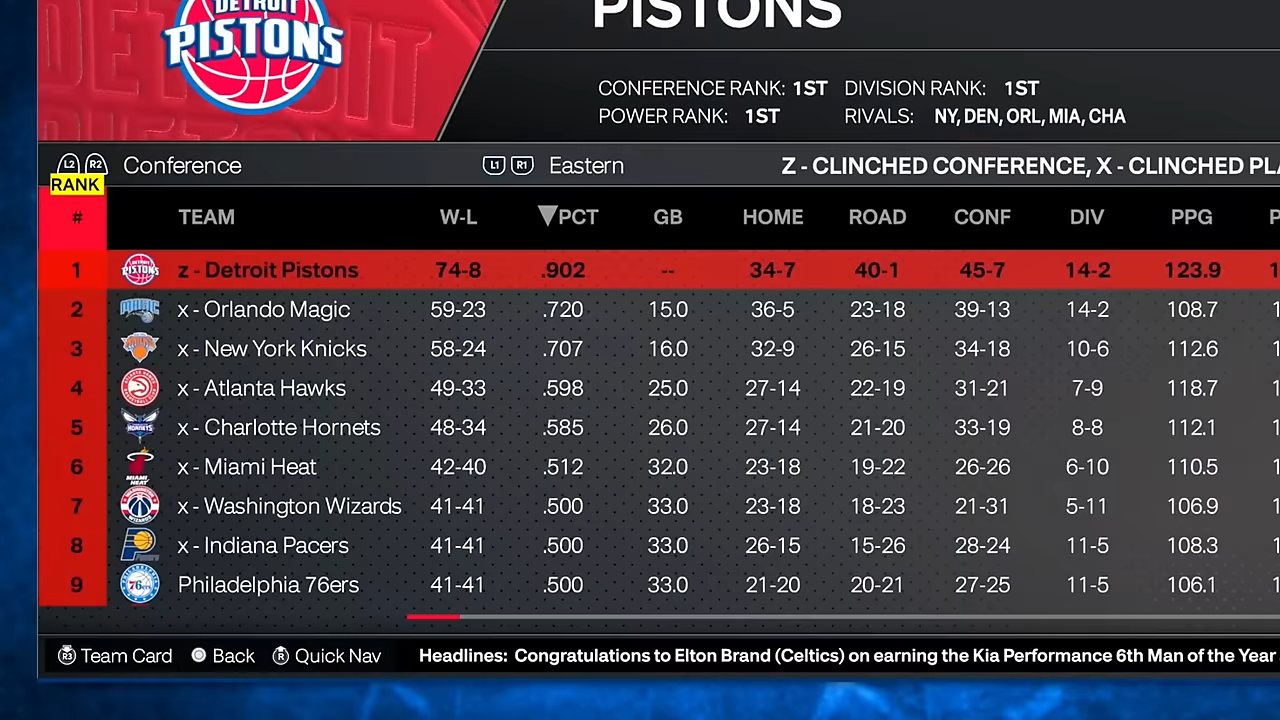 DETROIT
PISTONS
PISTONS
CONFERENCE RANK: 1ST DIVISION RANK: 1ST
POWER RANK: 1ST RIVALS: NY, DEN, ORL, MIA, CHA
L2 R2 Conference L1 R1 Eastern Z - CLINCHED CONFERENCE, X - CLINCHED
RANK
# TEAM W-L PCT GB HOME ROAD CONF DIV PPG
1 z - Detroit Pistons 74-8 .902 -- 34-7 40-1 45-7 14-2 123.9
2 x - Orlando Magic 59-23 .720 15.0 36-5 23-18 39-13 14-2 108.7
3 x - New York Knicks 58-24 .707 16.0 32-9 26-15 34-18 10-6 112.6
4 x - Atlanta Hawks 49-33 .598 25.0 27-14 22-19 31-21 7-9 118.7
5 x - Charlotte Hornets 48-34 .585 26.0 27-14 21-20 33-19 8-8 112.1
6 x - Miami Heat 42-40 .512 32.0 23-18 19-22 26-26 6-10 110.5
7 x - Washington Wizards 41-41 .500 33.0 23-18 18-23 21-31 5-11 106.9
8 x - Indiana Pacers 41-41 .500 33.0 26-15 15-26 28-24 11-5 108.3
9 Philadelphia 76ers 41-41 .500 33.0 21-20 20-21 27-25 11-5 106.1
R3 Team Card Back R Quick Nav Headlines: Congratulations to Elton Brand (Celtics) on earning the Kia Performance 6th Man of the Year